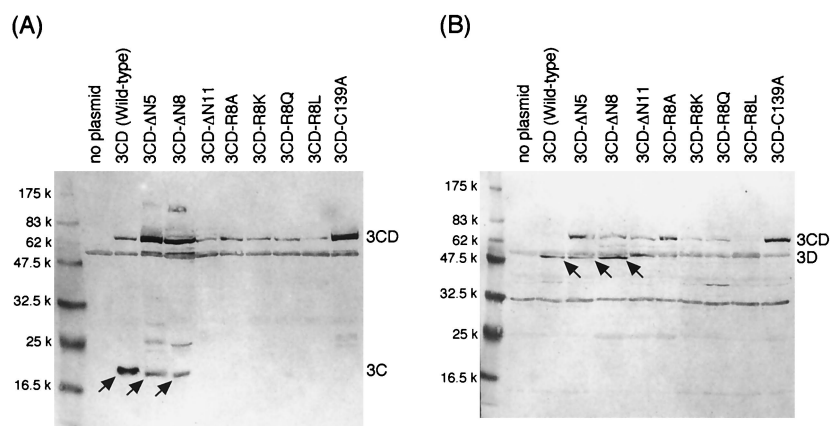 (A)
no plasmid
3CD (Wild-type)
3CD-ΔN5
3CD-ΔN8
3CD-ΔN11
3CD-R8A
3CD-R8K
3CD-R8Q
3CD-R8L
3CD-C139A
175 k
83 k
62 k
47.5 k
32.5 k
25 k
16.5 k
3CD
3C
(B)
no plasmid
3CD (Wild-type)
3CD-ΔN5
3CD-ΔN8
3CD-ΔN11
3CD-R8A
3CD-R8K
3CD-R8Q
3CD-R8L
3CD-C139A
175 k
83 k
62 k
47.5 k
32.5 k
25 k
16.5 k
3CD
3D